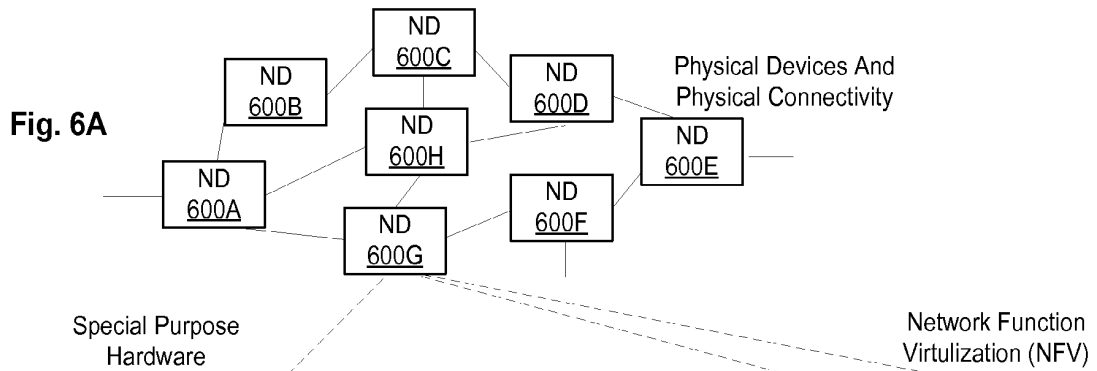 ND
600C
ND
600B
ND
600D
Physical Devices And
Physical Connectivity
Fig. 6A
ND
600H
ND
600E
ND
600A
ND
600F
ND
600G
Special Purpose
Hardware
Network Function
Virtulization (NFV)